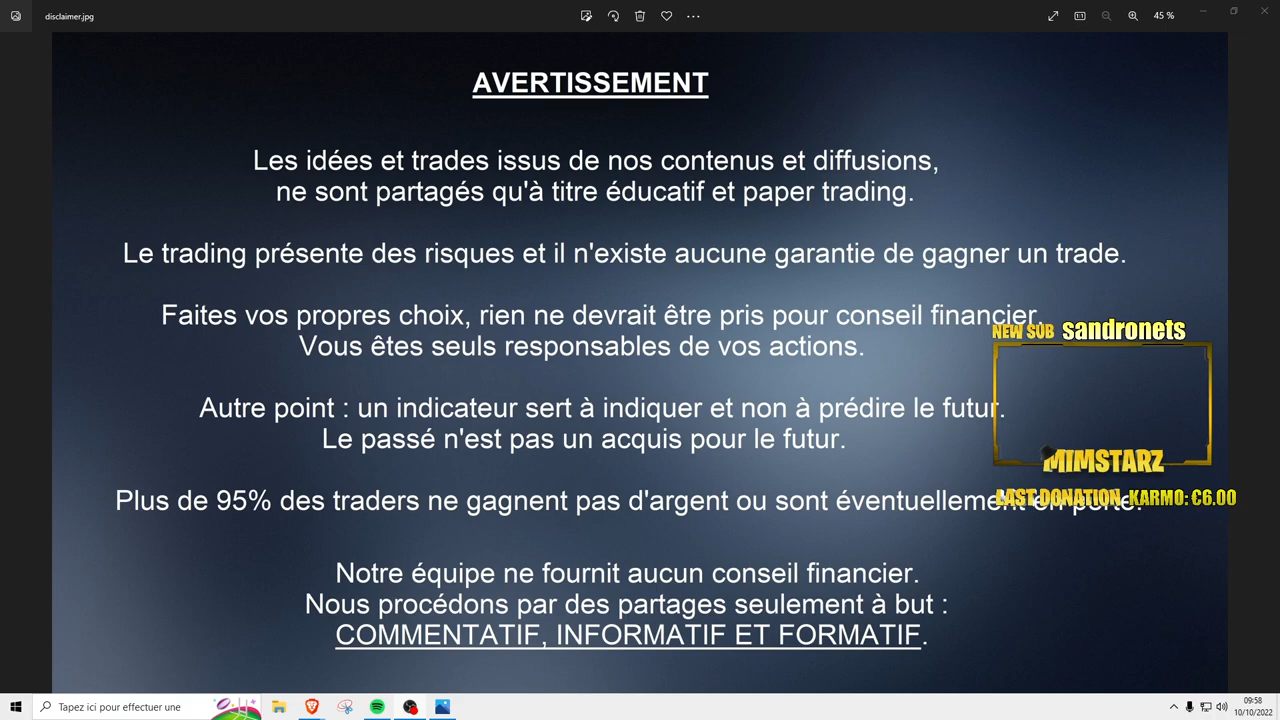 disclaimer.jpg
45 %
AVERTISSEMENT
Les idées et trades issus de nos contenus et diffusions,
ne sont partagés qu'à titre éducatif et paper trading.
Le trading présente des risques et il n'existe aucune garantie de gagner un trade.
Faites vos propres choix, rien ne devrait être pris pour conseil financier.
Vous êtes seuls responsables de vos actions.
NEW SUB sandronets
Autre point : un indicateur sert à indiquer et non à prédire le futur.
Le passé n'est pas un acquis pour le futur.
MIMSTARZ
Plus de 95% des traders ne gagnent pas d'argent ou sont éventuellement en perte.
LAST DONATION KARMO: €6.00
Notre équipe ne fournit aucun conseil financier.
Nous procédons par des partages seulement à but :
COMMENTATIF, INFORMATIF ET FORMATIF.
Tapez ici pour effectuer une
09:58
10/10/2022